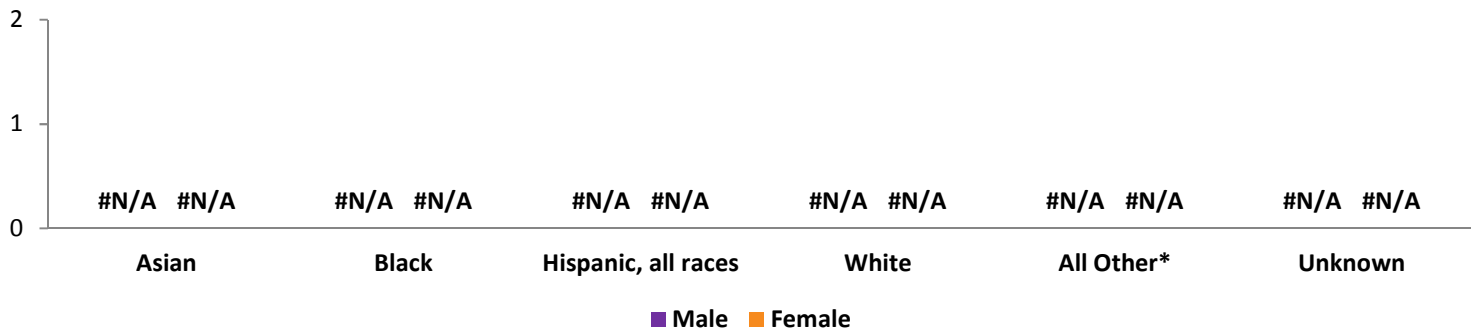 2
1
#N/A #N/A #N/A #N/A #N/A #N/A #N/A #N/A #N/A #N/A #N/A #N/A
0
Asian Black Hispanic, all races White All Other* Unknown
Male Female